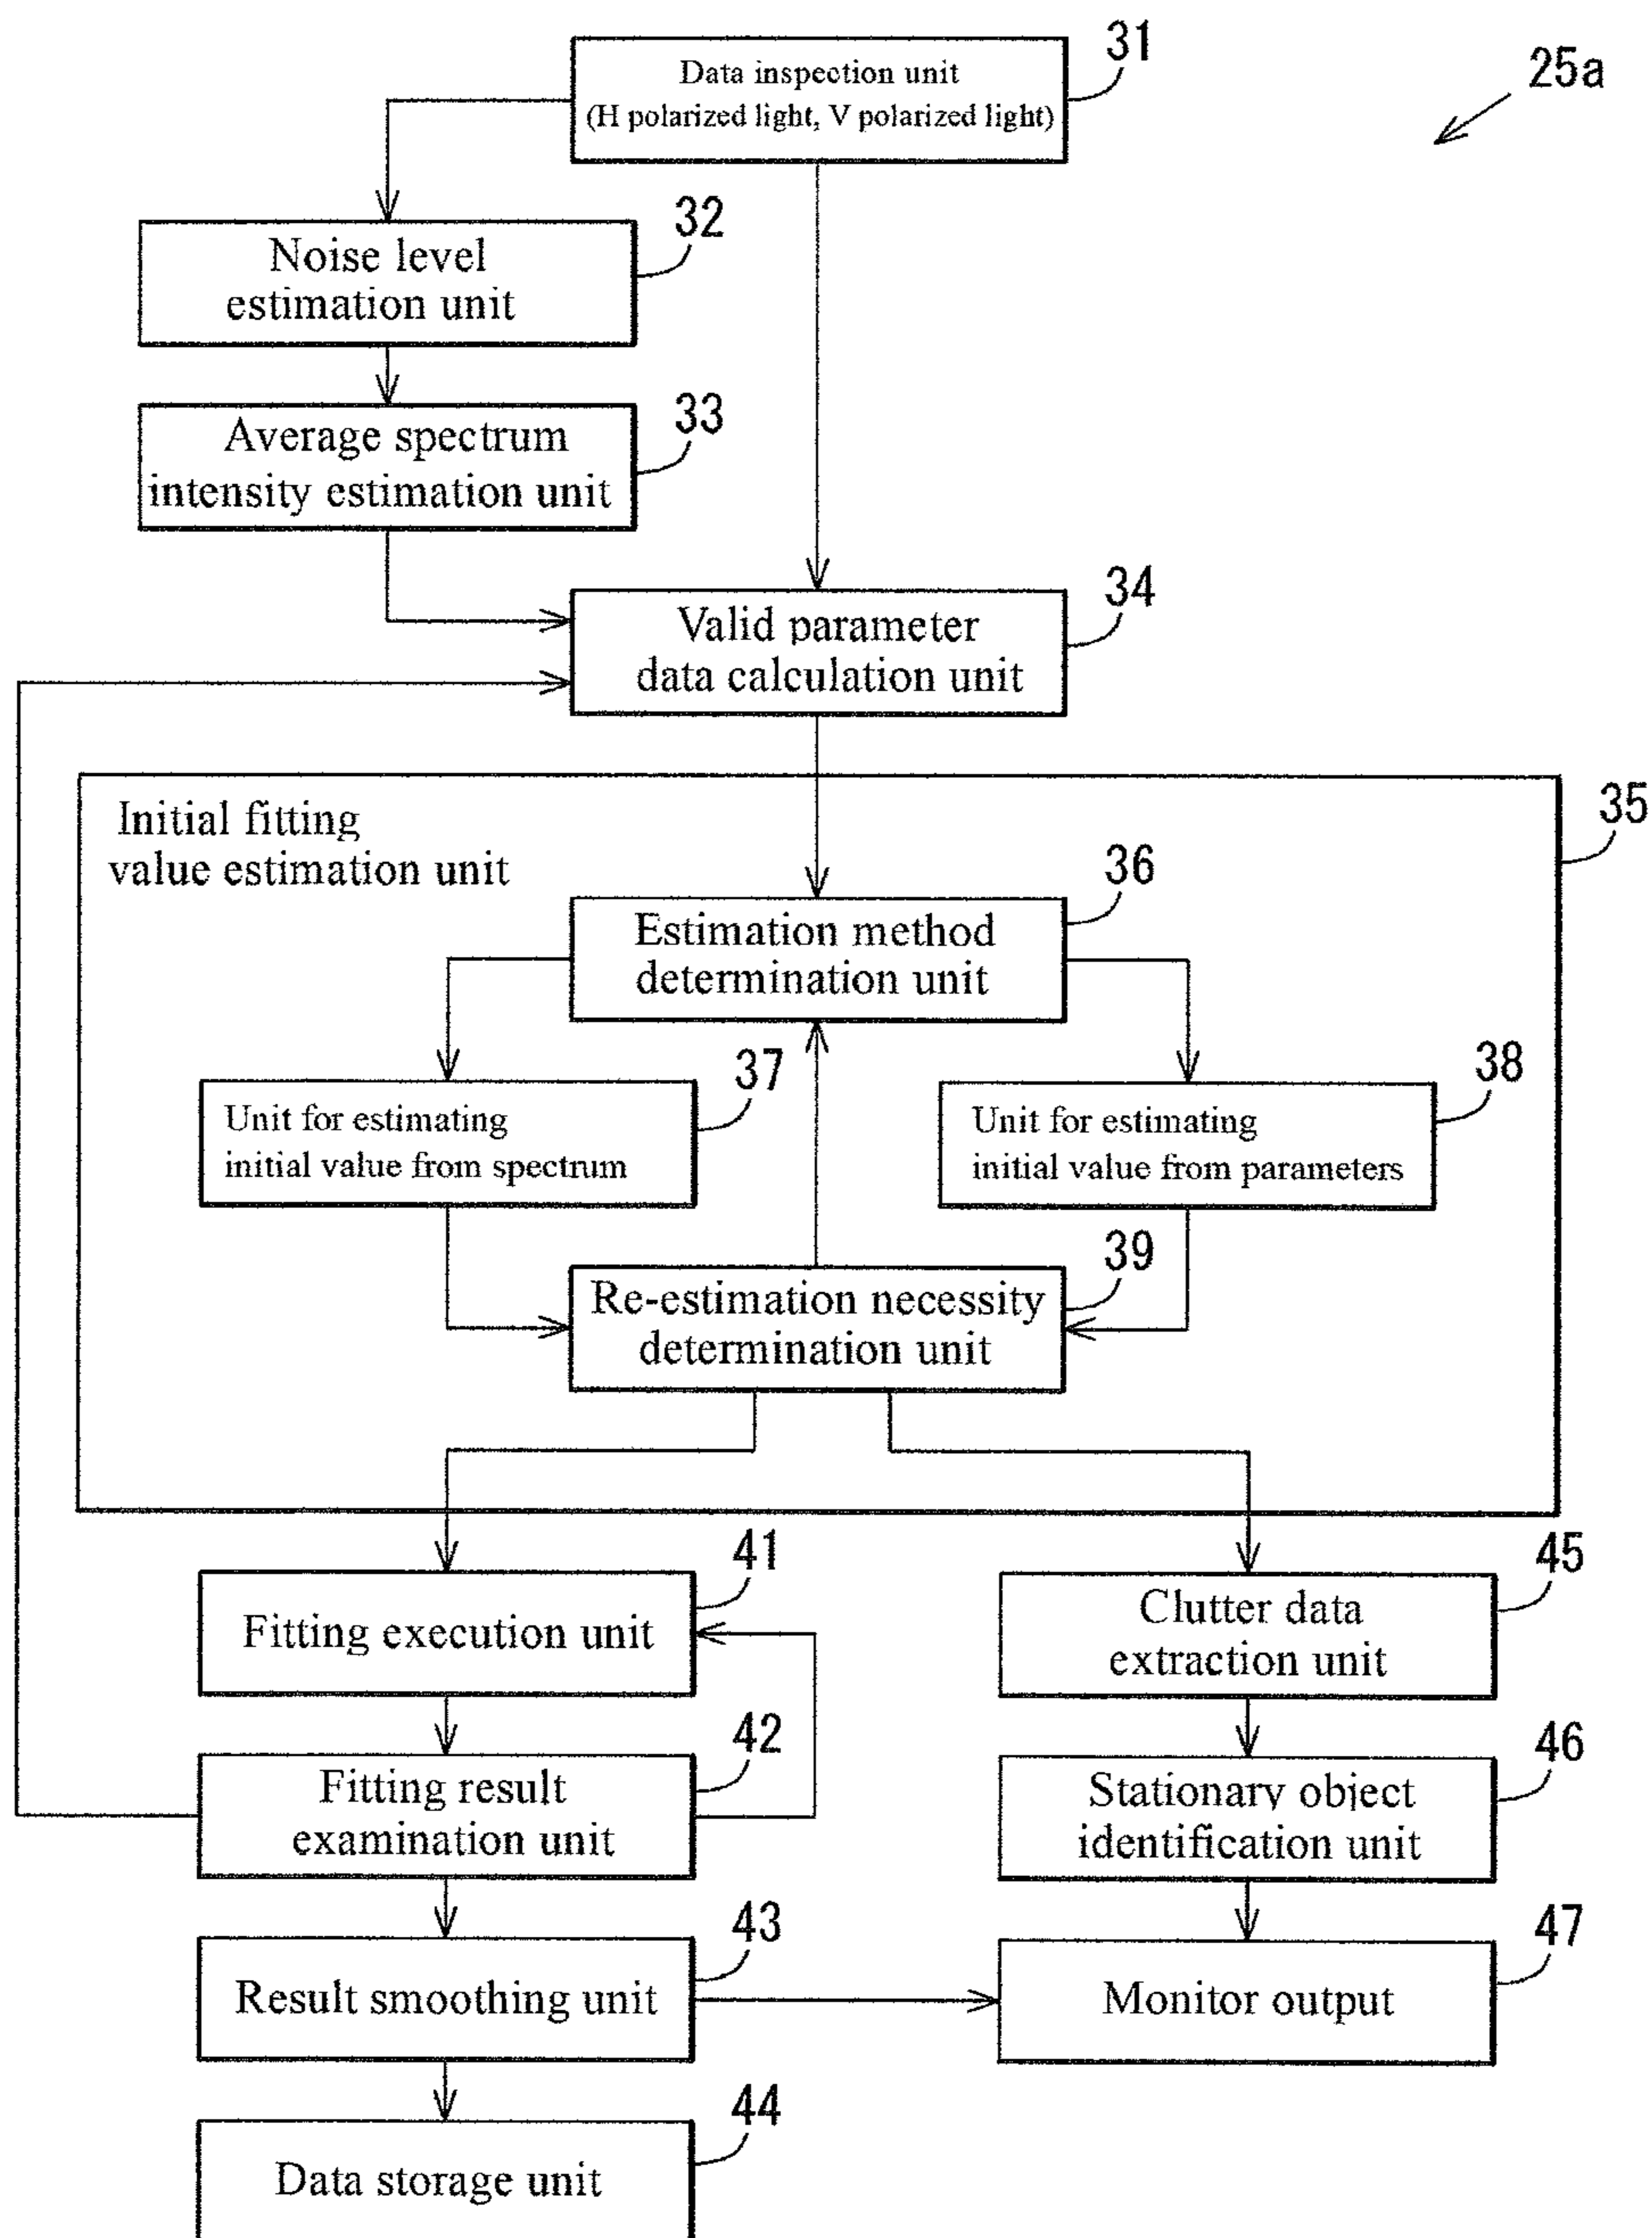 31
Data inspection unit
(H polarized light, V polarized light)
25a
32
Noise level
estimation unit
33
Average spectrum
intensity estimation unit
34
Valid parameter
data calculation unit
35
Initial fitting
value estimation unit
36
Estimation method
determination unit
37
Unit for estimating
initial value from spectrum
38
Unit for estimating
initial value from parameters
39
Re-estimation necessity
determination unit
41
Fitting execution unit
45
Clutter data
extraction unit
42
Fitting result
examination unit
46
Stationary object
identification unit
43
Result smoothing unit
47
Monitor output
44
Data storage unit